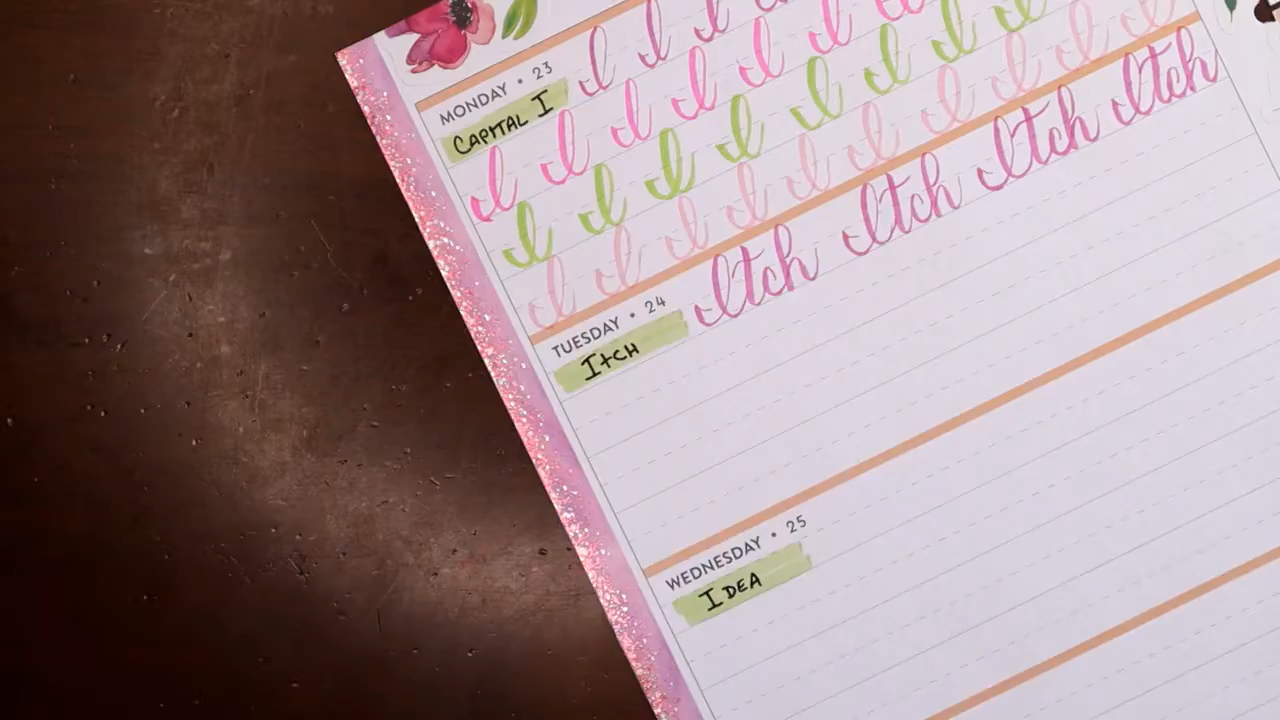 MONDAY • 23 I I I I
CAPITAL I
I I I I I I I
I I I I I I I I
I I I I I I I I I I
TUESDAY • 24 Itch Itch Itch Itch
ITCH
WEDNESDAY • 25
IDEA